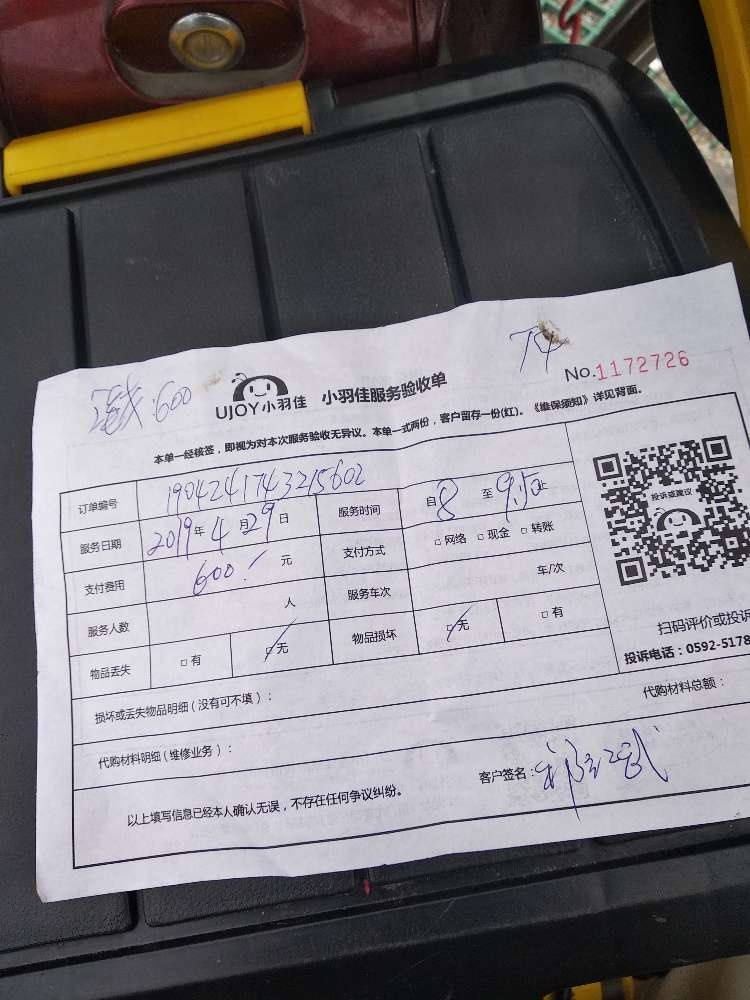 600
UJOY小羽佳 小羽佳服务验收单
No.1172726
本单一经核签，即视为对本次服务验收无异议。本单一式两份，客户留存一份(红)。《维保须知》详见背面。
订单编号 1904241743215602
服务日期 2019年4月29日 服务时间 自8至9.50止
支付费用 600.- 元 支付方式 □网络 □现金 □转账
服务人数 人 服务车次 车/次
物品丢失 □有 □无 物品损坏 □无 □有
损坏或丢失物品明细（没有可不填）：
代购材料明细（维修业务）： 代购材料总额：
以上填写信息已经本人确认无误，不存在任何争议纠纷。 客户签名：
投诉或建议
扫码评价或投诉
投诉电话：0592-5178